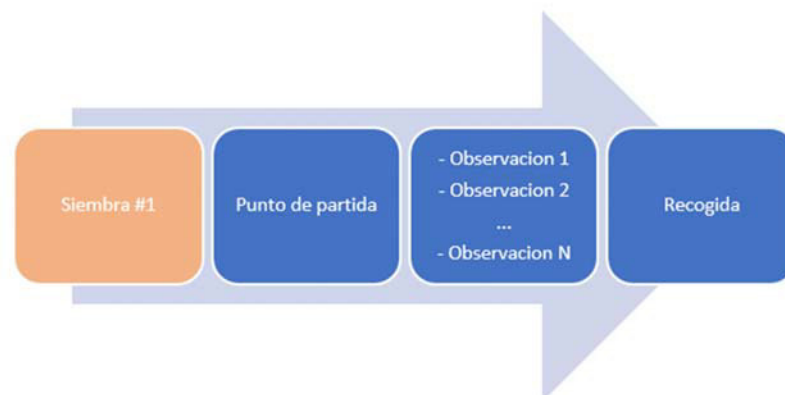 Siembra #1
Punto de partida
- Observacion 1
- Observacion 2
...
- Observacion N
Recogida